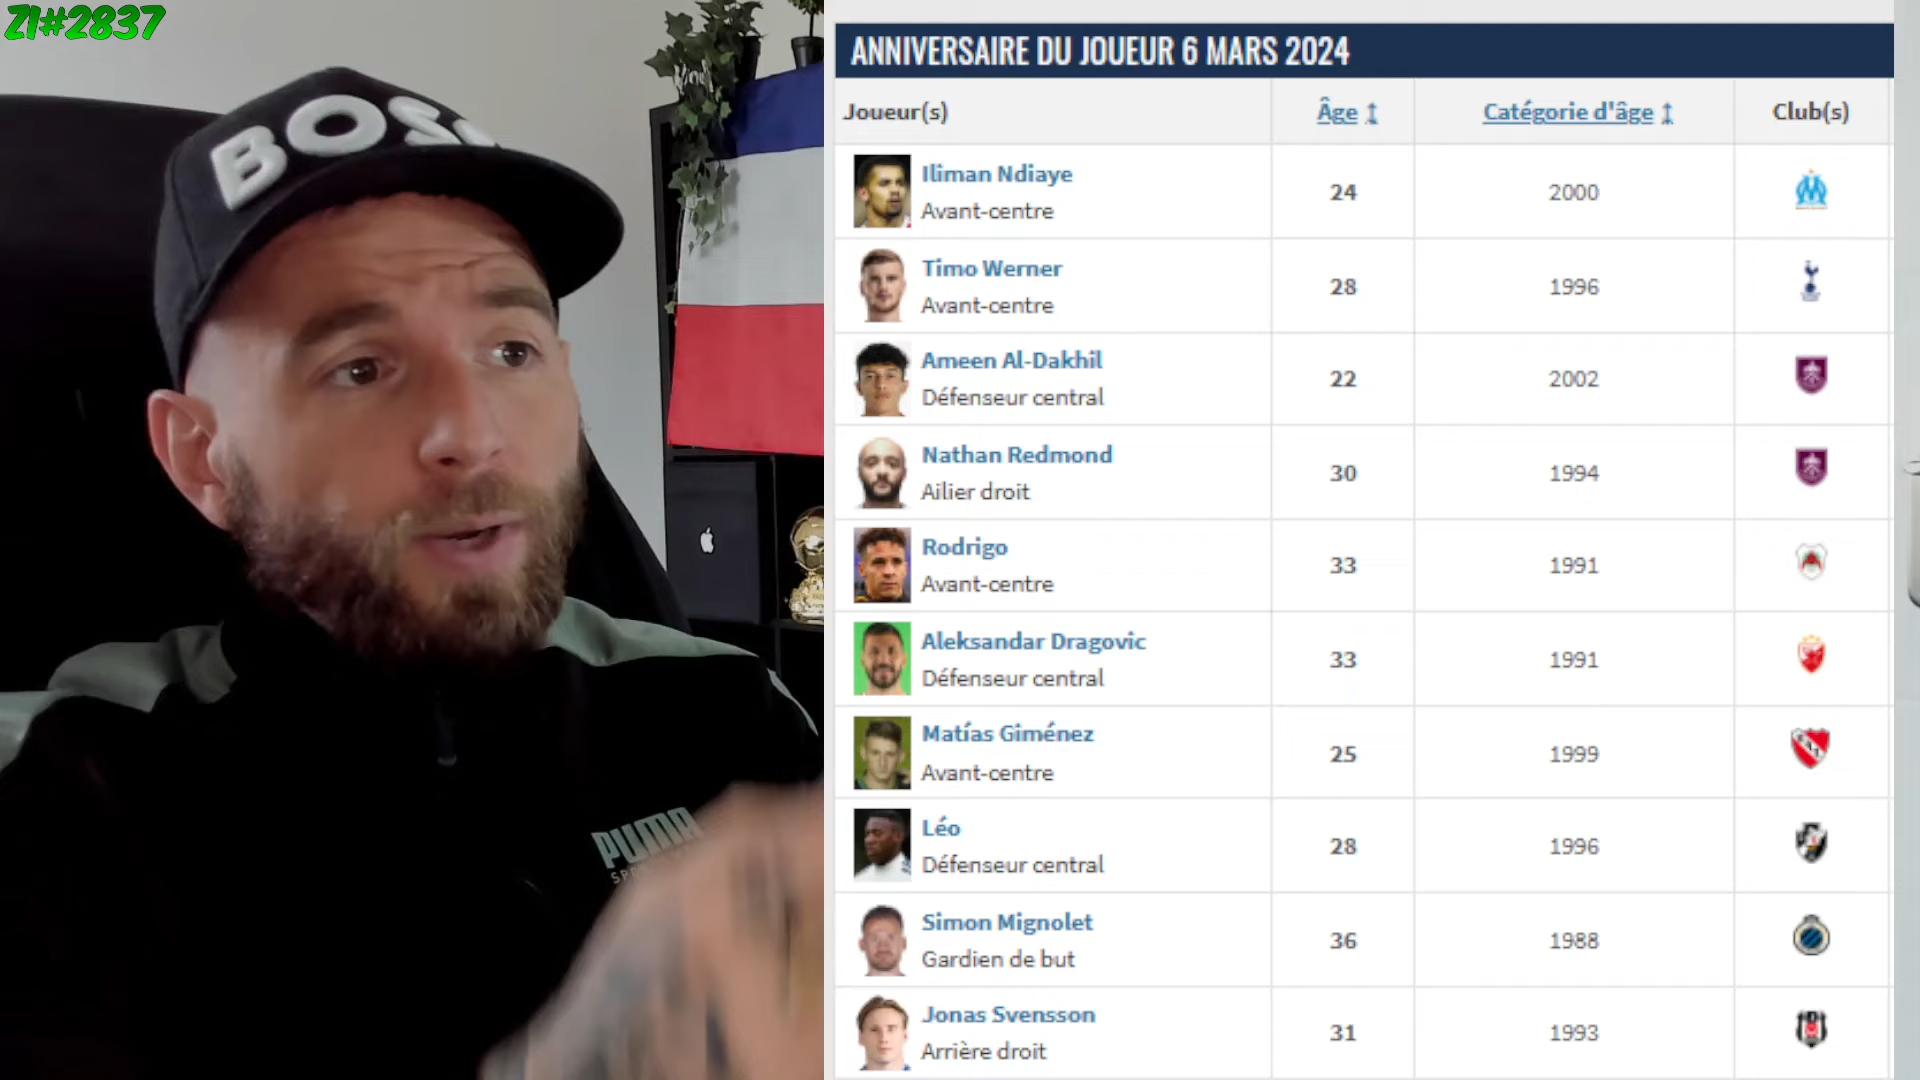 ZI#2837
BOSS
PUMA
ANNIVERSAIRE DU JOUEUR 6 MARS 2024
Joueur(s) Âge Catégorie d'âge Club(s)
Iliman Ndiaye
Avant-centre 24 2000
Timo Werner
Avant-centre 28 1996
Ameen Al-Dakhil
Défenseur central 22 2002
Nathan Redmond
Ailier droit 30 1994
Rodrigo
Avant-centre 33 1991
Aleksandar Dragovic
Défenseur central 33 1991
Matías Giménez
Avant-centre 25 1999
Léo
Défenseur central 28 1996
Simon Mignolet
Gardien de but 36 1988
Jonas Svensson
Arrière droit 31 1993